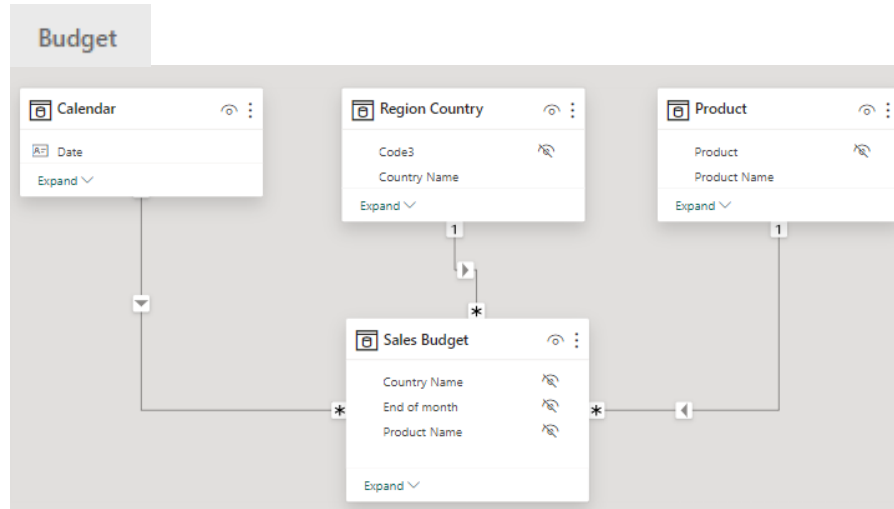 Budget
Calendar
Date
Expand
Region Country
Code3
Country Name
Expand
Product
Product
Product Name
Expand
1
1
*
Sales Budget
Country Name
End of month
Product Name
Expand
*
*